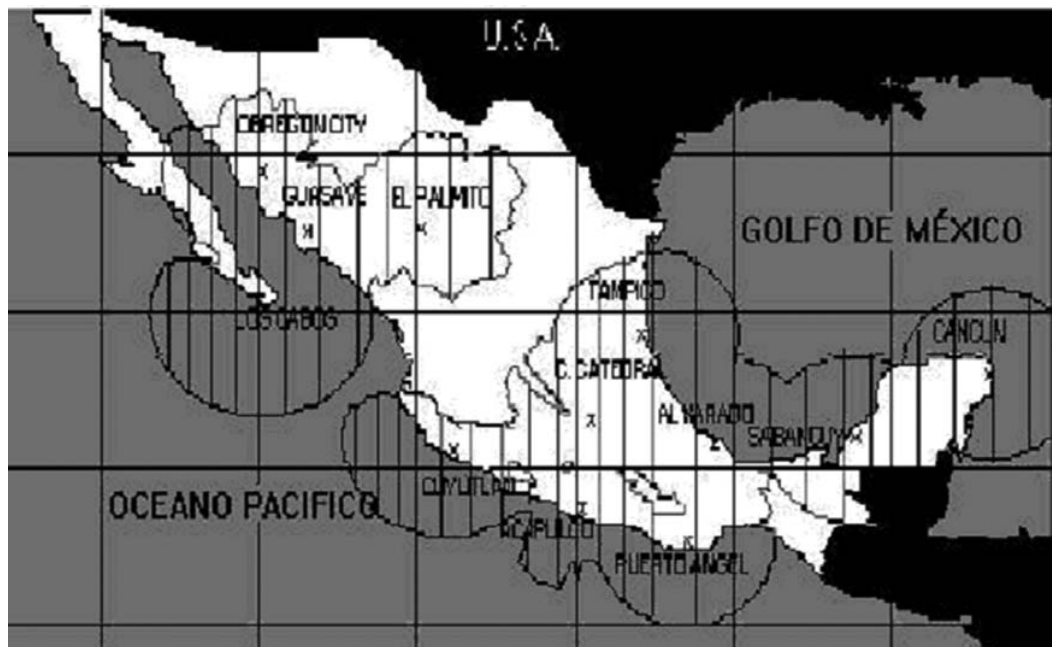 U.S.A.
OBREGON CITY
GUASAVE
EL PALMITO
GOLFO DE MÉXICO
TAMPICO
LOS CABOS
CANCUN
C. CATEDRAL
ALVARADO
SABANCUY
CUYUTLAN
OCEANO PACIFICO
ACAPULCO
PUERTO ANGEL